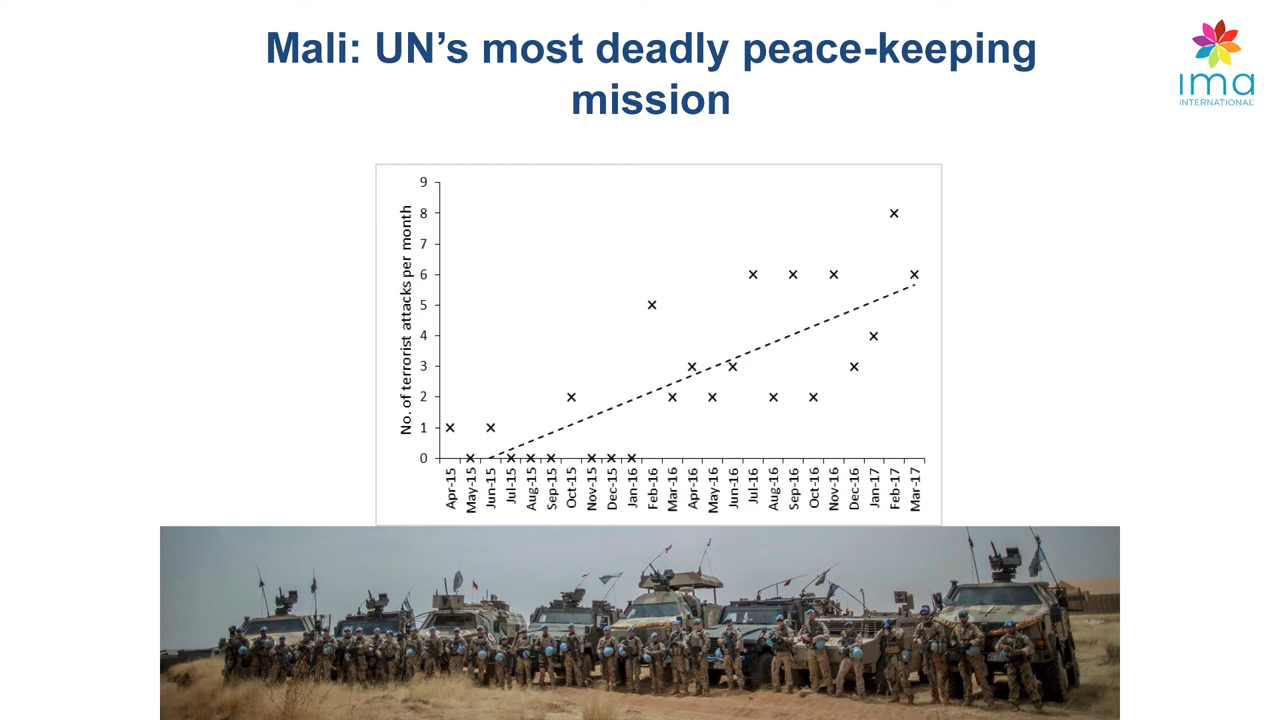 Mali: UN's most deadly peace-keeping
mission
ima
INTERNATIONAL
No. of terrorist attacks per month
9
8
7
6
5
4
3
2
1
0
Apr-15
May-15
Jun-15
Jul-15
Aug-15
Sep-15
Oct-15
Nov-15
Dec-15
Jan-16
Feb-16
Mar-16
Apr-16
May-16
Jun-16
Jul-16
Aug-16
Sep-16
Oct-16
Nov-16
Dec-16
Jan-17
Feb-17
Mar-17